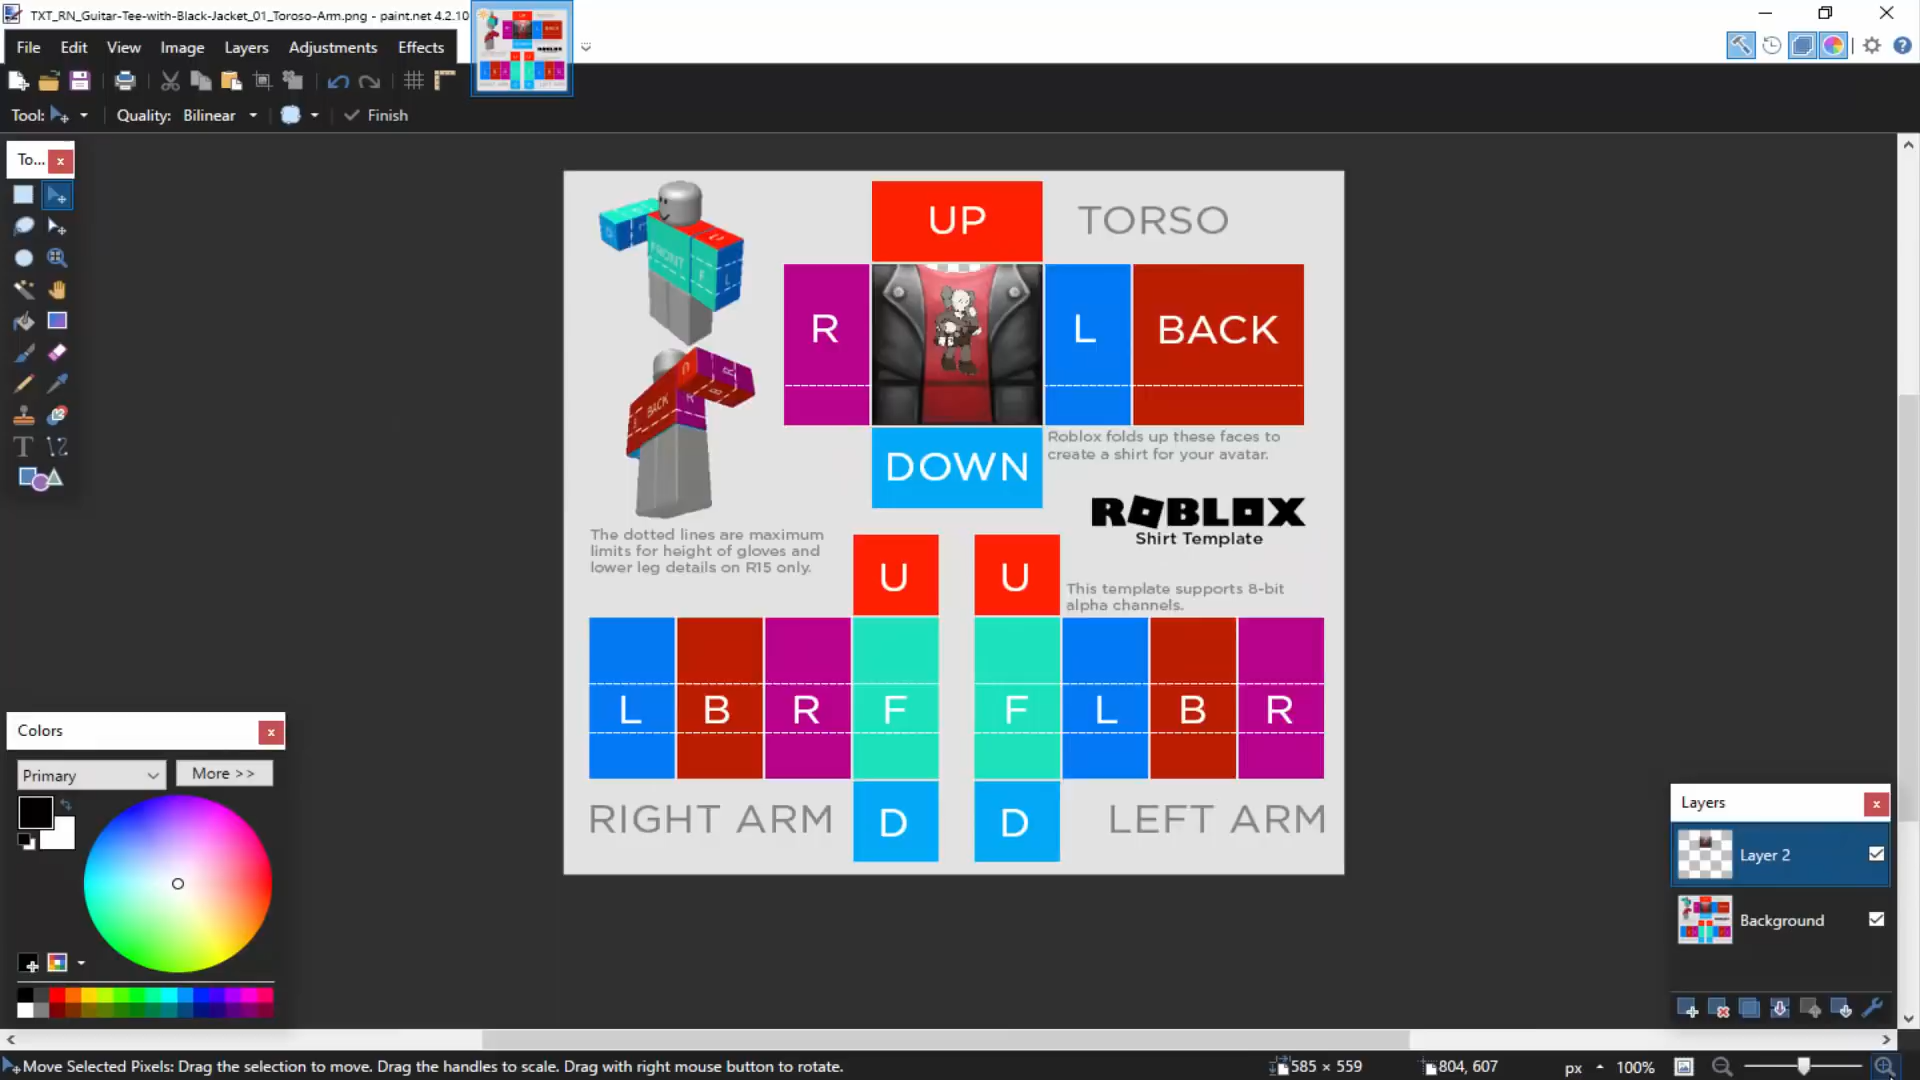 TXT_RN_Guitar-Tee-with-Black-Jacket_01_Toroso-Arm.png - paint.net 4.2.10
File Edit View Image Layers Adjustments Effects
Tool: Quality: Bilinear Finish
To...
UP TORSO
R L BACK
DOWN
Roblox folds up these faces to
create a shirt for your avatar.
ROBLOX
Shirt Template
The dotted lines are maximum
limits for height of gloves and
lower leg details on R15 only.
U U
This template supports 8-bit
alpha channels.
L B R F F L B R
RIGHT ARM D D LEFT ARM
FRONT F L
U
BACK R
Colors
Primary More >>
Layers
Layer 2
Background
Move Selected Pixels: Drag the selection to move. Drag the handles to scale. Drag with right mouse button to rotate.
585 × 559 804, 607 px 100%